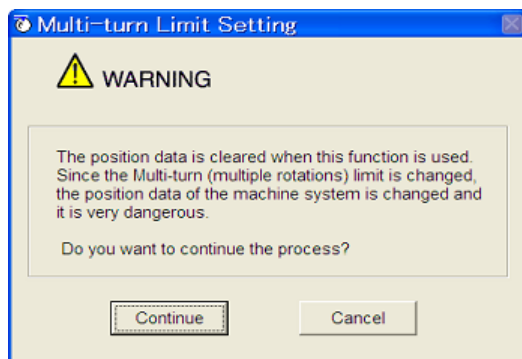 Multi-turn Limit Setting
WARNING
The position data is cleared when this function is used.
Since the Multi-turn (multiple rotations) limit is changed,
the position data of the machine system is changed and
it is very dangerous.
Do you want to continue the process?
Continue
Cancel